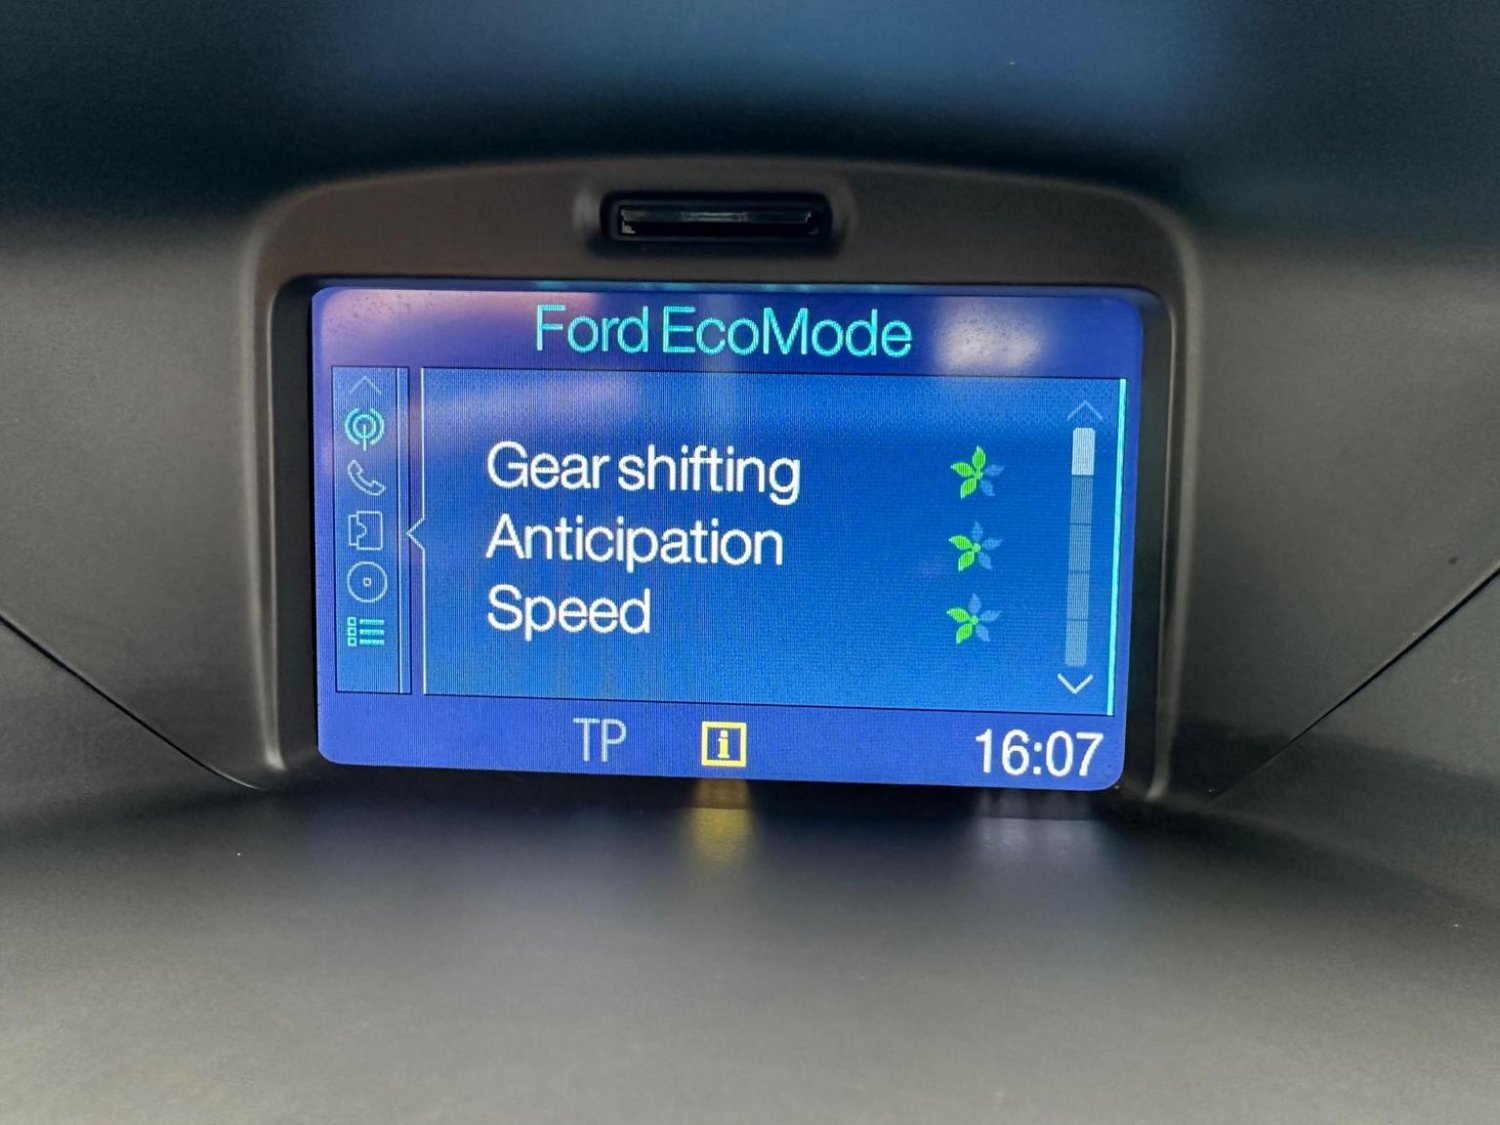 Ford EcoMode
Gear shifting
Anticipation
Speed
TP
i
16:07